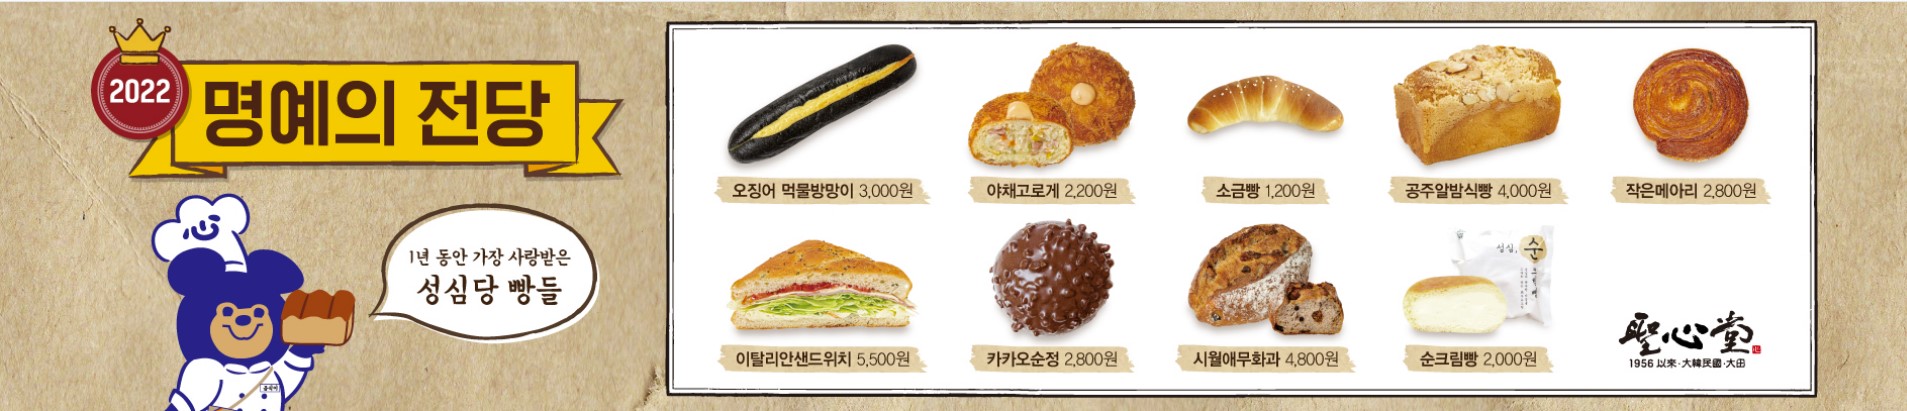 2022
명예의 전당
1년 동안 가장 사랑받은
성심당 빵들
오징어 먹물방망이 3,000원
야채고로게 2,200원
소금빵 1,200원
공주알밤식빵 4,000원
작은메아리 2,800원
이탈리안샌드위치 5,500원
카카오순정 2,800원
시월애무화과 4,800원
순크림빵 2,000원
성심,
순
聖心堂
1956 以來·大韓民國·大田